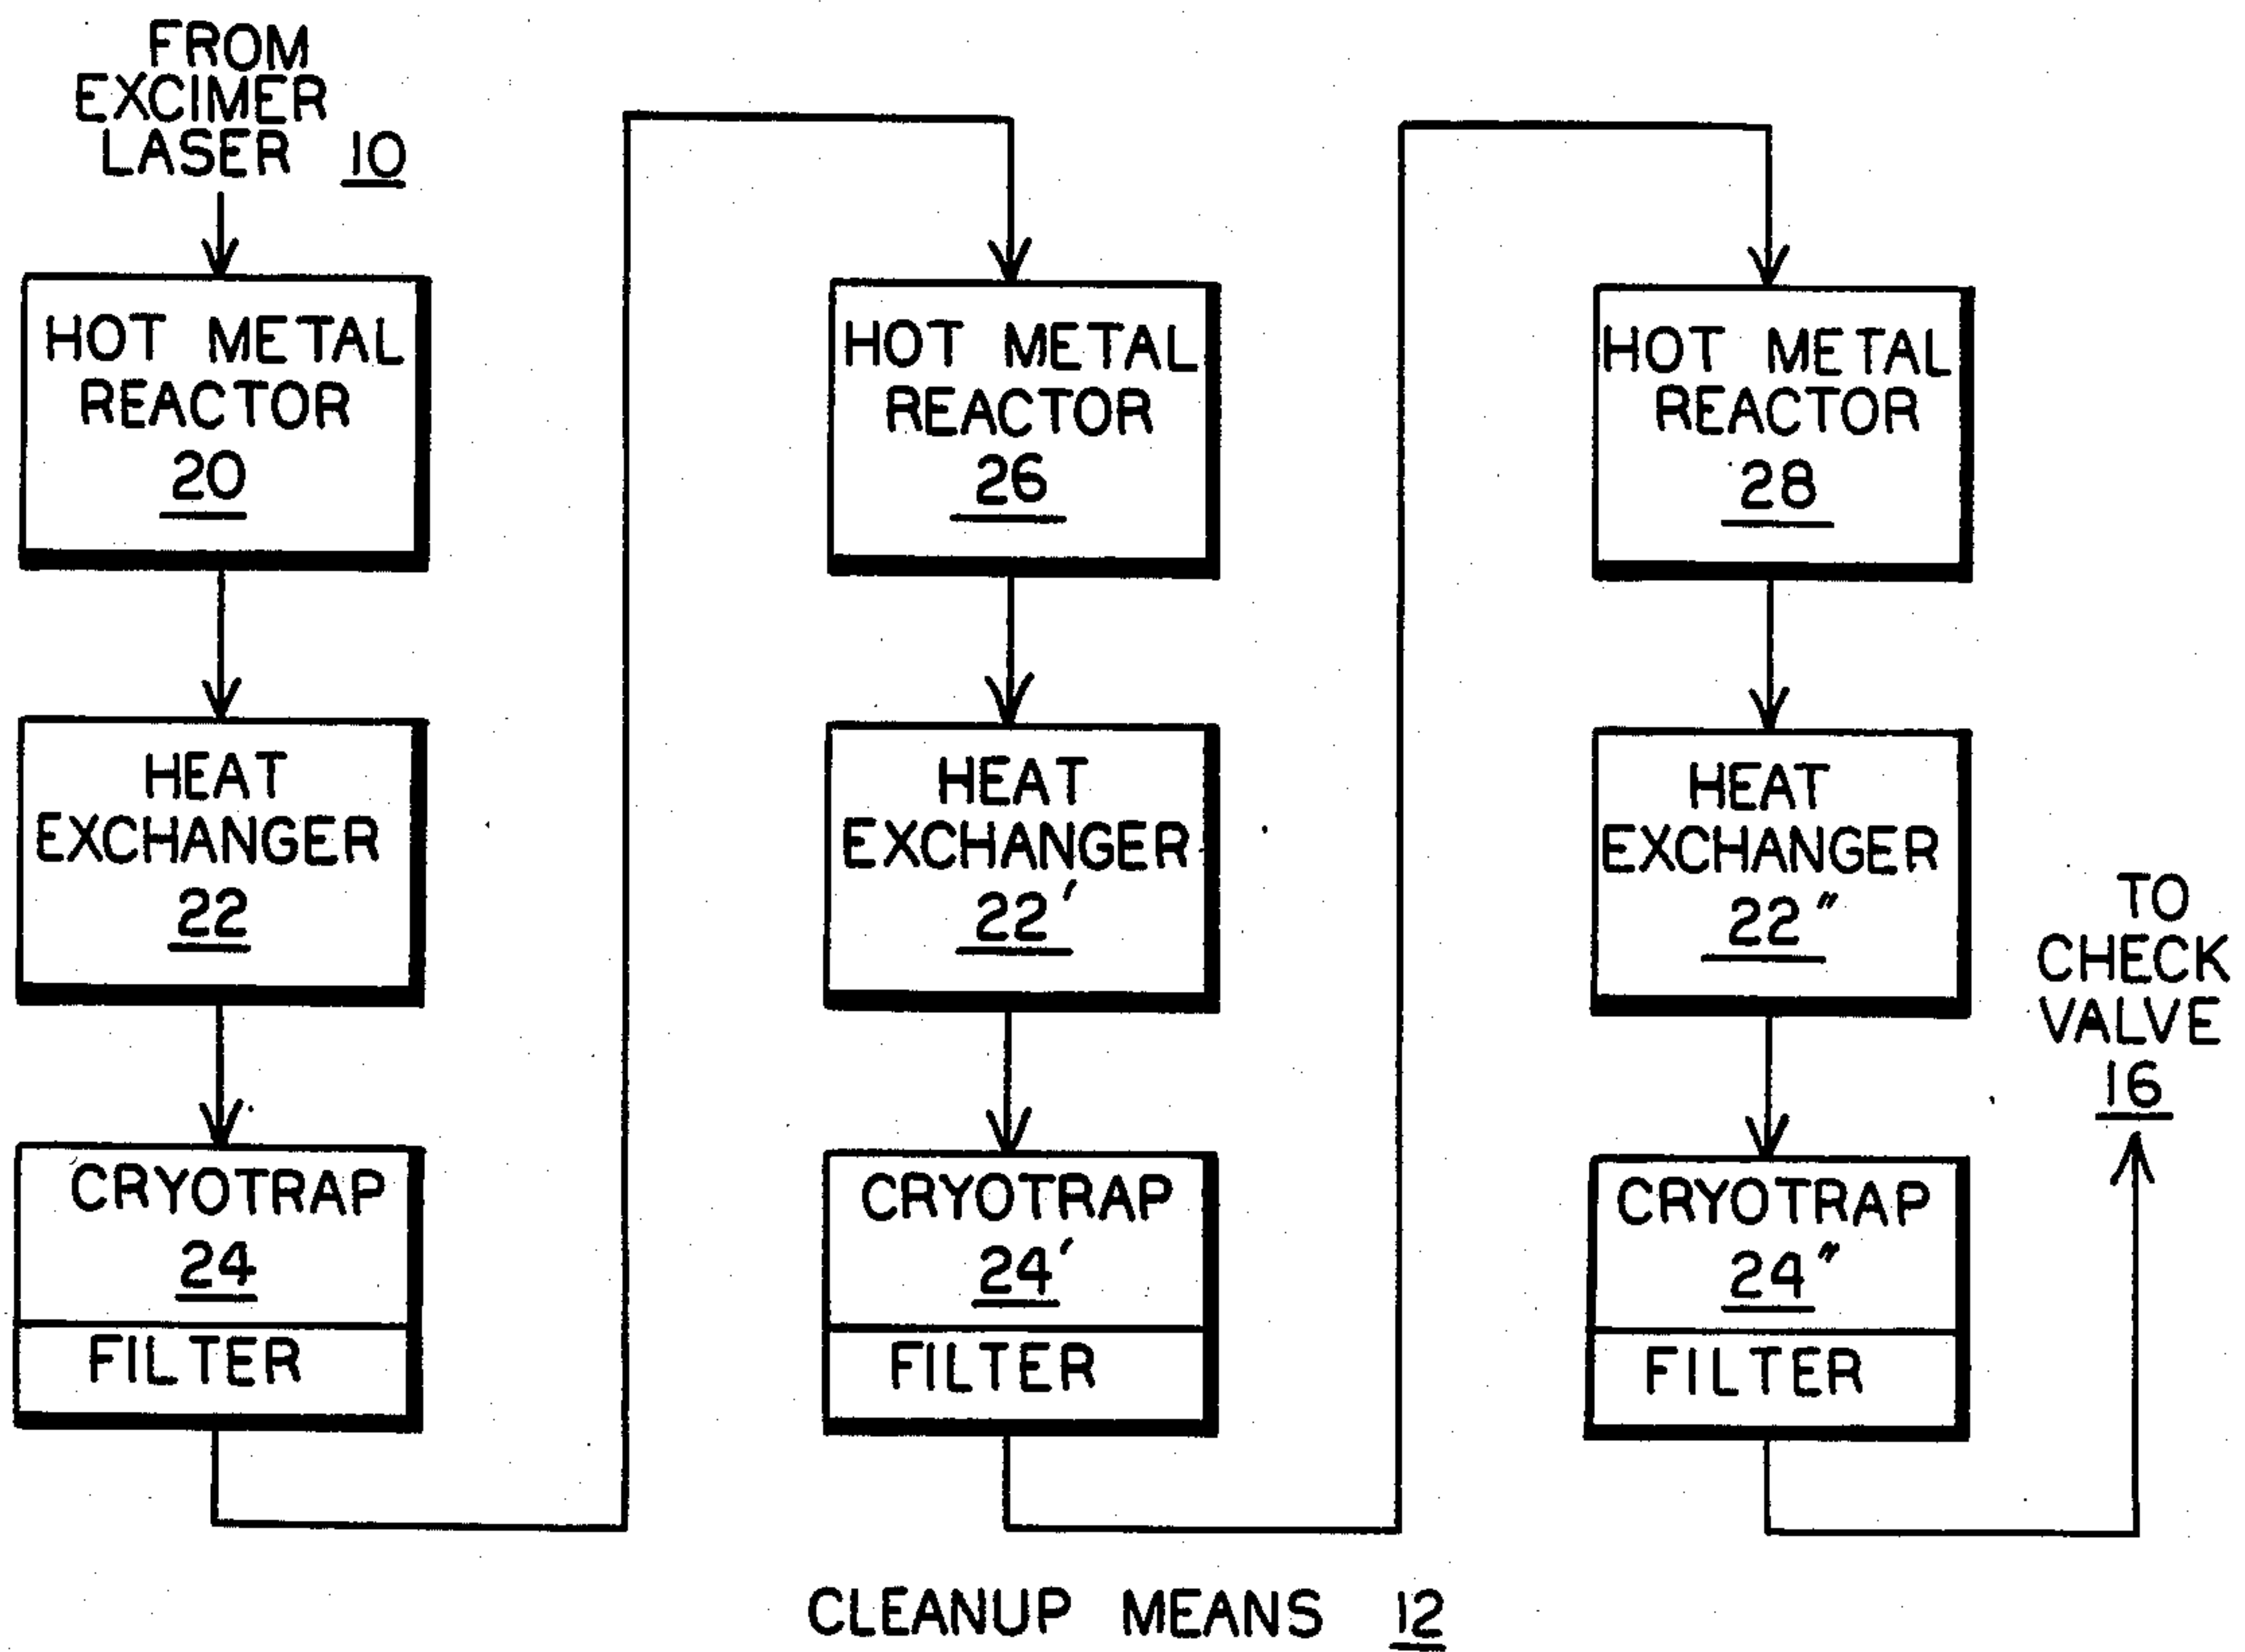 FROM
EXCIMER
LASER 10
HOT METAL
REACTOR
20
HEAT
EXCHANGER
22
CRYOTRAP
24
FILTER
HOT METAL
REACTOR
26
HEAT
EXCHANGER
22'
CRYOTRAP
24'
FILTER
HOT METAL
REACTOR
28
HEAT
EXCHANGER
22"
CRYOTRAP
24"
FILTER
TO
CHECK
VALVE
16
CLEANUP MEANS 12